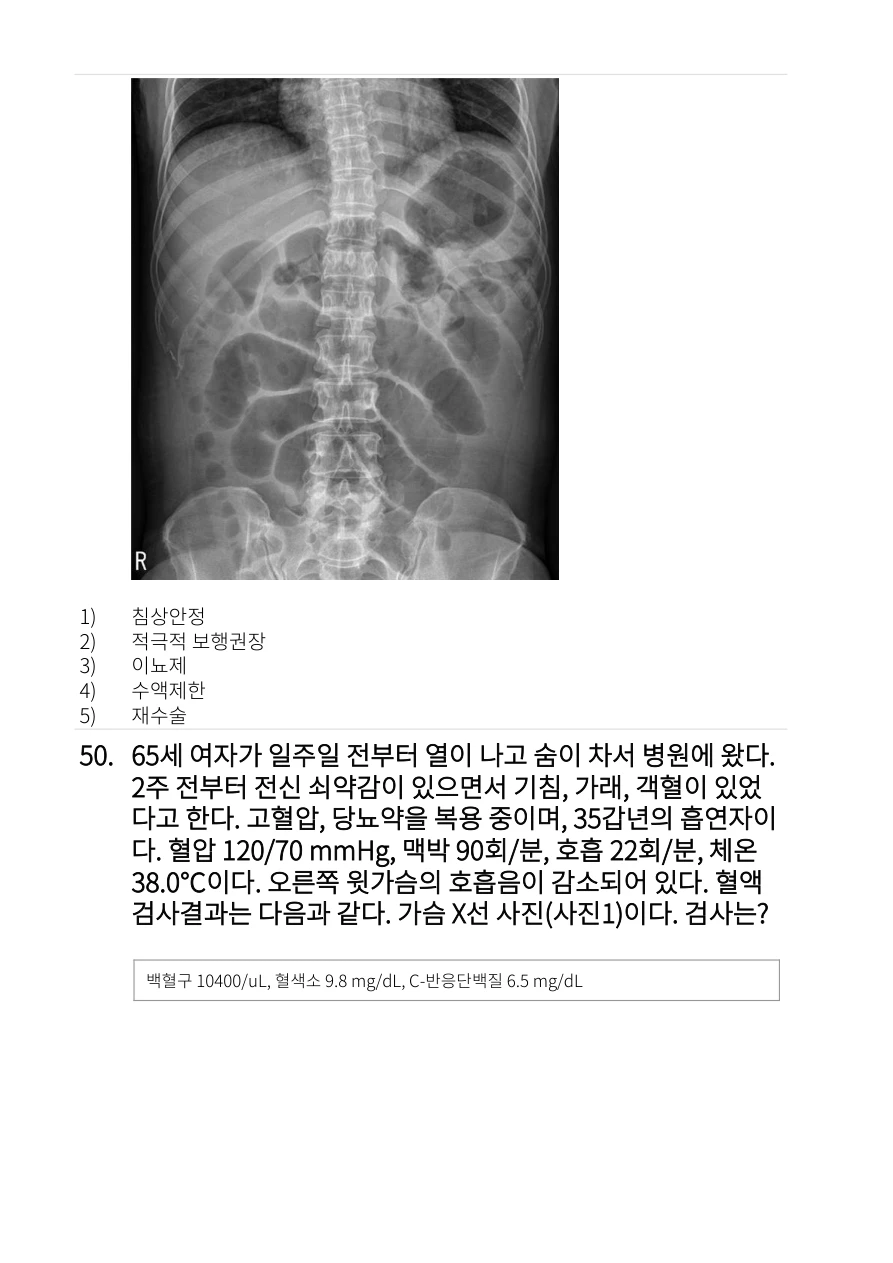 R
1) 침상안정
2) 적극적 보행권장
3) 이뇨제
4) 수액제한
5) 재수술
50. 65세 여자가 일주일 전부터 열이 나고 숨이 차서 병원에 왔다.
2주 전부터 전신 쇠약감이 있으면서 기침, 가래, 객혈이 있었
다고 한다. 고혈압, 당뇨약을 복용 중이며, 35갑년의 흡연자이
다. 혈압 120/70 mmHg, 맥박 90회/분, 호흡 22회/분, 체온
38.0℃이다. 오른쪽 윗가슴의 호흡음이 감소되어 있다. 혈액
검사결과는 다음과 같다. 가슴 X선 사진(사진1)이다. 검사는?
백혈구 10400/uL, 혈색소 9.8 mg/dL, C-반응단백질 6.5 mg/dL